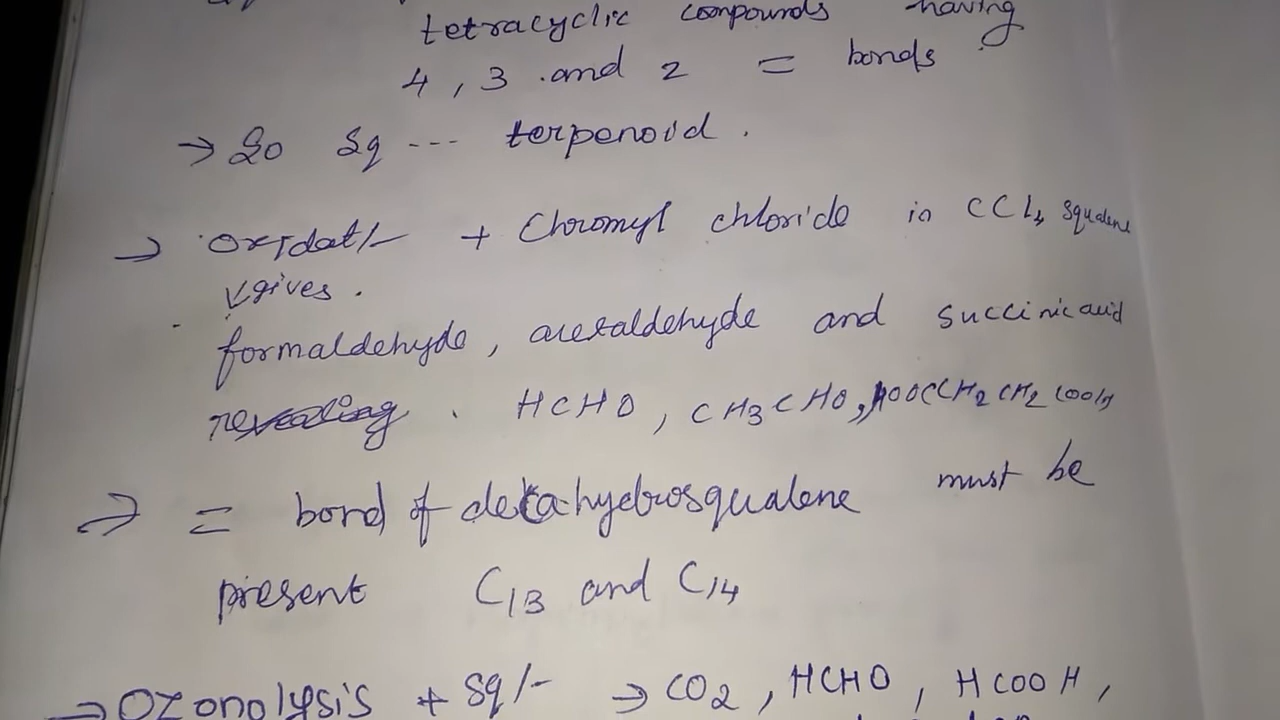 tetracyclic compounds having
4, 3 and 2 = bonds
→ So Sq --- terpenoid.
→ Oxidat/- + Chromyl chloride in CCl4 squalene
gives.
formaldehyde, acetaldehyde and succinic acid
revealing. HCHO, CH3CHO, HOOCCH2CH2COOH
⇒ = bond of decahydrosqualene must be
present C13 and C14
→ Ozonolysis + Sq/- → CO2, HCHO, HCOOH,